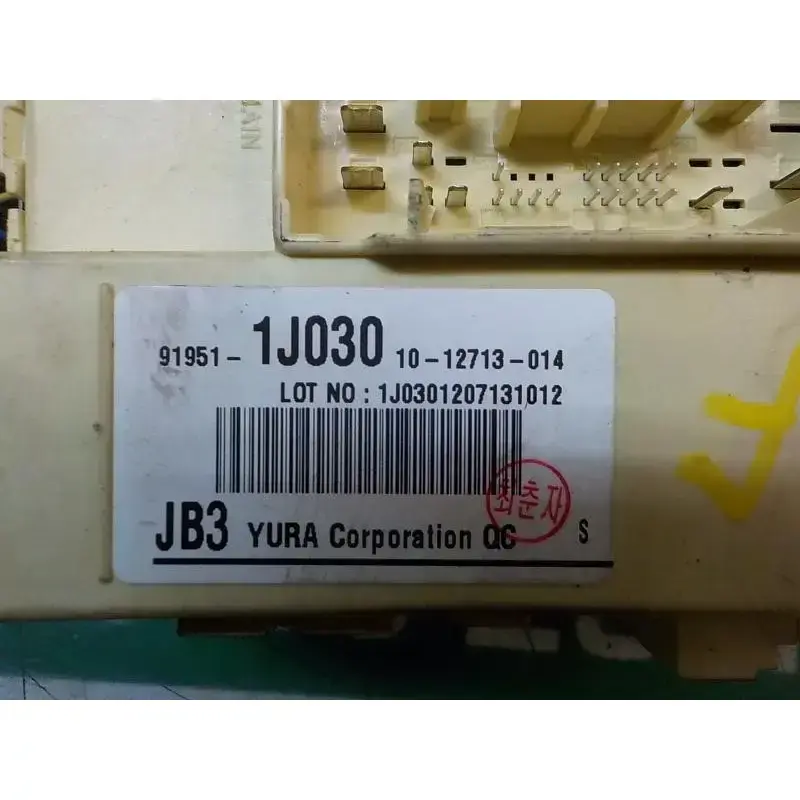 91951- 1J030 10-12713-014
LOT NO : 1J0301207131012
최춘자
JB3 YURA Corporation QC S